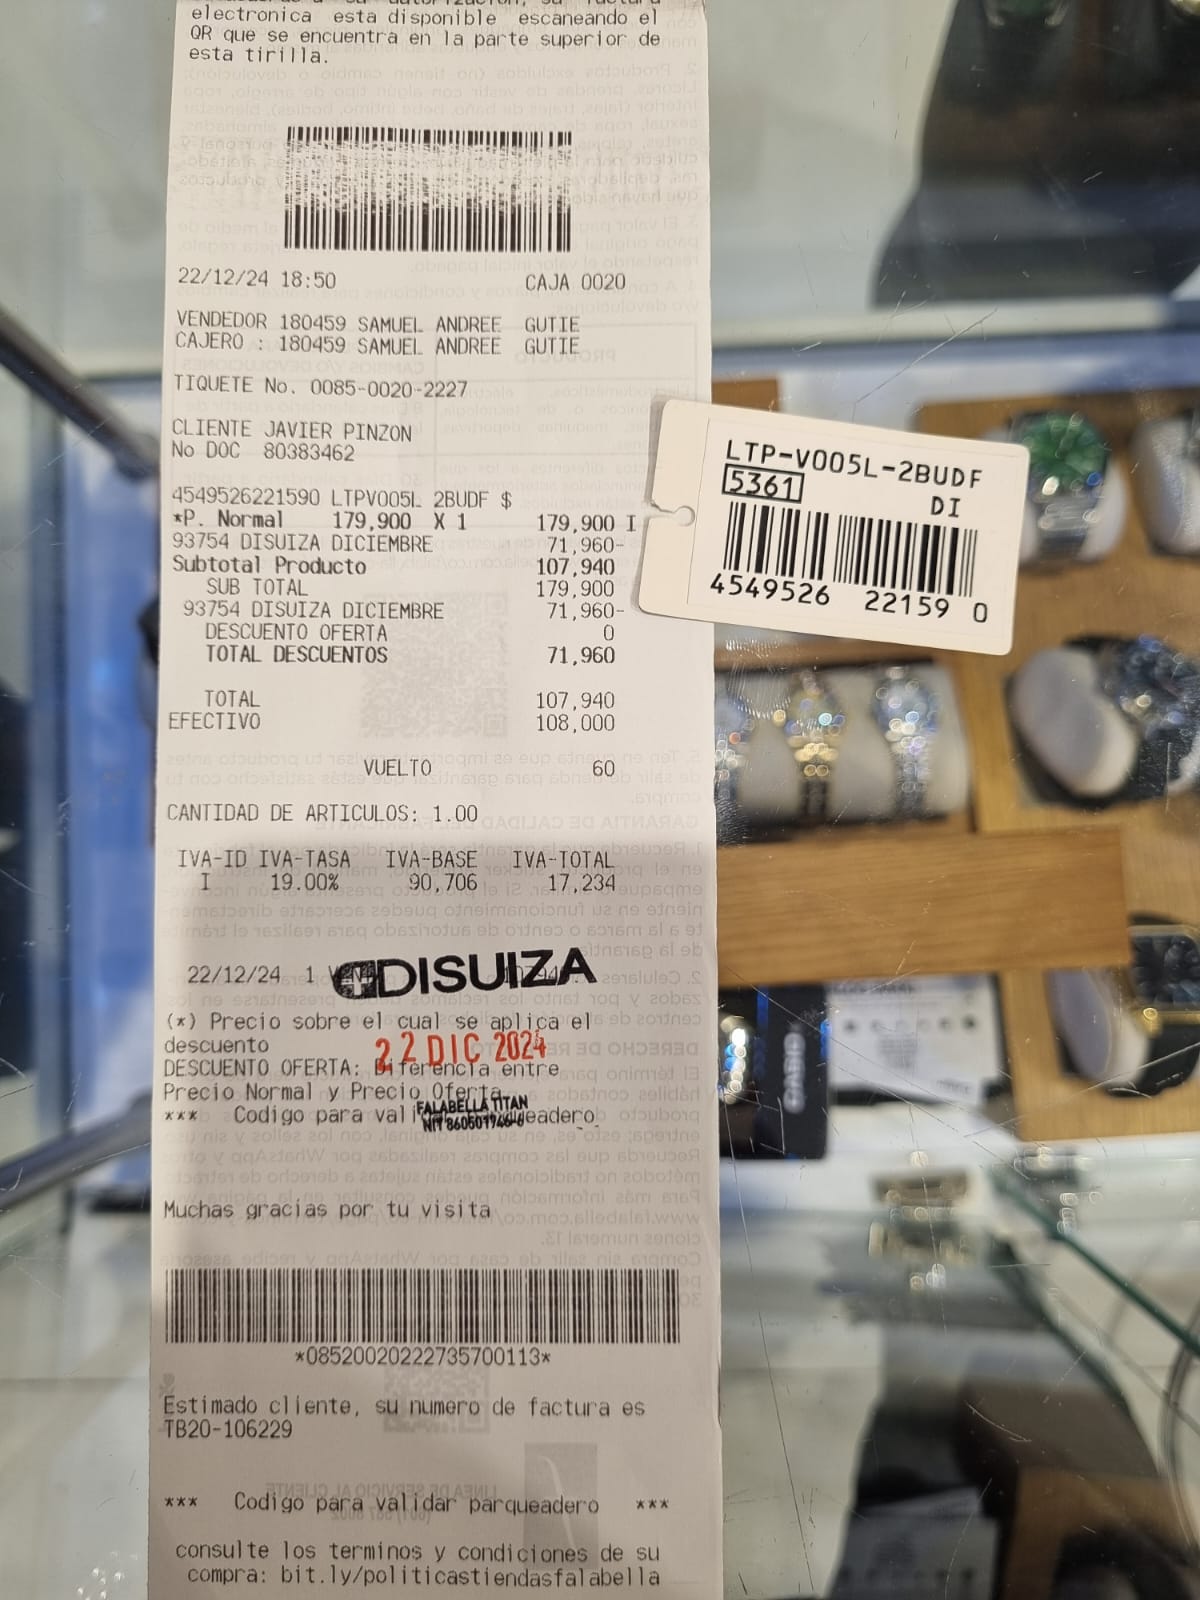 electronica esta disponible escaneando el
QR que se encuentra en la parte superior de
esta tirilla.
22/12/24 18:50 CAJA 0020
VENDEDOR 180459 SAMUEL ANDREE GUTIE
CAJERO : 180459 SAMUEL ANDREE GUTIE
TIQUETE No. 0085-0020-2227
CLIENTE JAVIER PINZON
No DOC 80383462
4549526221590 LTPV005L 2BUDF $
*P. Normal 179,900 X 1 179,900 I
93754 DISUIZA DICIEMBRE 71,960-
Subtotal Producto 107,940
SUB TOTAL 179,900
93754 DISUIZA DICIEMBRE 71,960-
DESCUENTO OFERTA 0
TOTAL DESCUENTOS 71,960
TOTAL 107,940
EFECTIVO 108,000
VUELTO 60
CANTIDAD DE ARTICULOS: 1.00
IVA-ID IVA-TASA IVA-BASE IVA-TOTAL
I 19.00% 90,706 17,234
22/12/24 1
DISUIZA
(*) Precio sobre el cual se aplica el
descuento
22 DIC 2024
DESCUENTO OFERTA: Diferencia entre
Precio Normal y Precio Oferta
FALABELLA TITAN
*** Codigo para
NIT 860501746-6
Muchas gracias por tu visita
*08520020222735700113*
Estimado cliente, su numero de factura es
TB20-106229
*** Codigo para validar parqueadero ***
consulte los terminos y condiciones de su
compra: bit.ly/politicastiendasfalabella
LTP-V005L-2BUDF
5361 DI
4549526 22159 0
CASIO